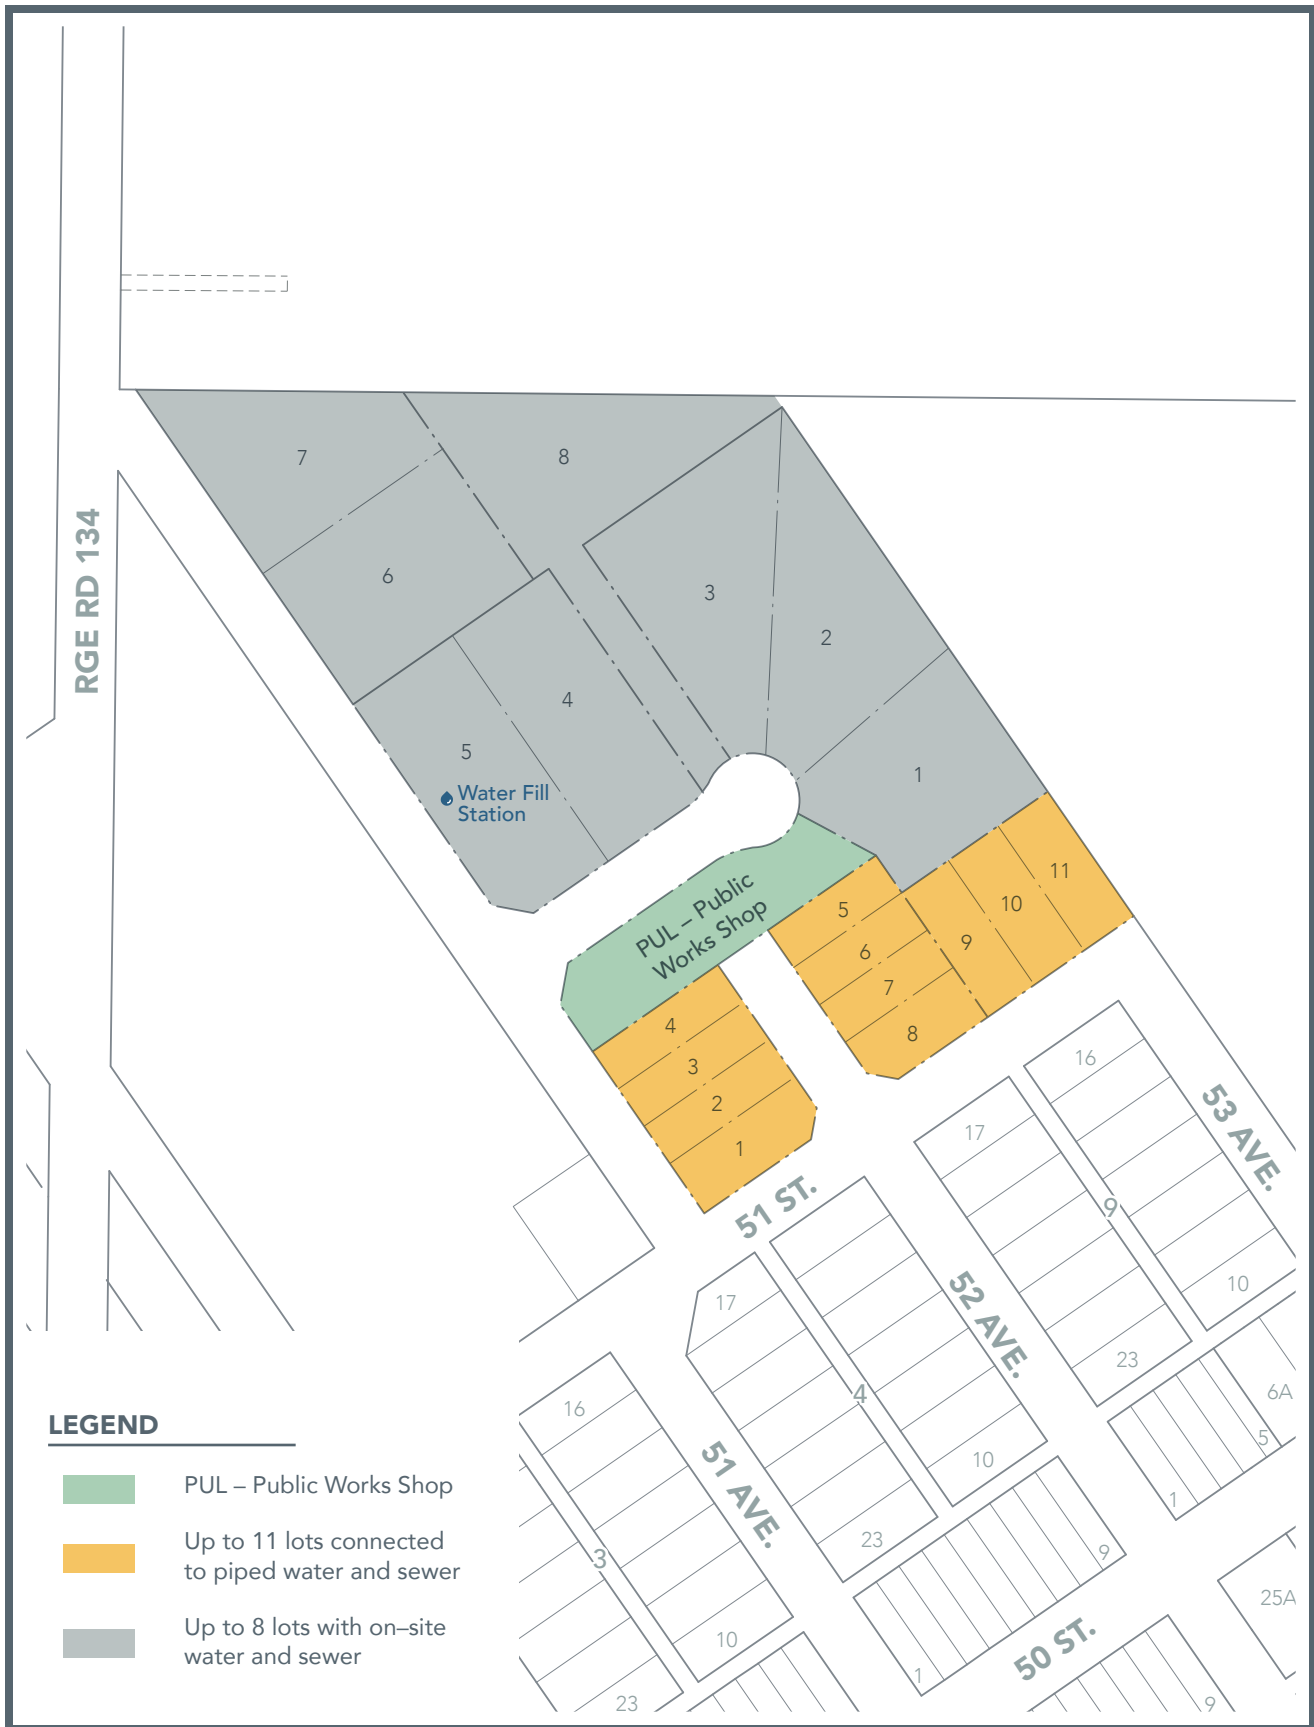 7
8
RGE RD 134
6
3
2
4
5
1
Water Fill
Station
PUL – Public
Works Shop
5
6
7
8
9
10
11
4
3
2
1
51 ST.
16
17
53 AVE.
9
10
23
52 AVE.
17
4
10
23
6A
5
1
16
51 AVE.
3
10
23
9
1
50 ST.
25A
9
LEGEND
PUL – Public Works Shop
Up to 11 lots connected
to piped water and sewer
Up to 8 lots with on–site
water and sewer